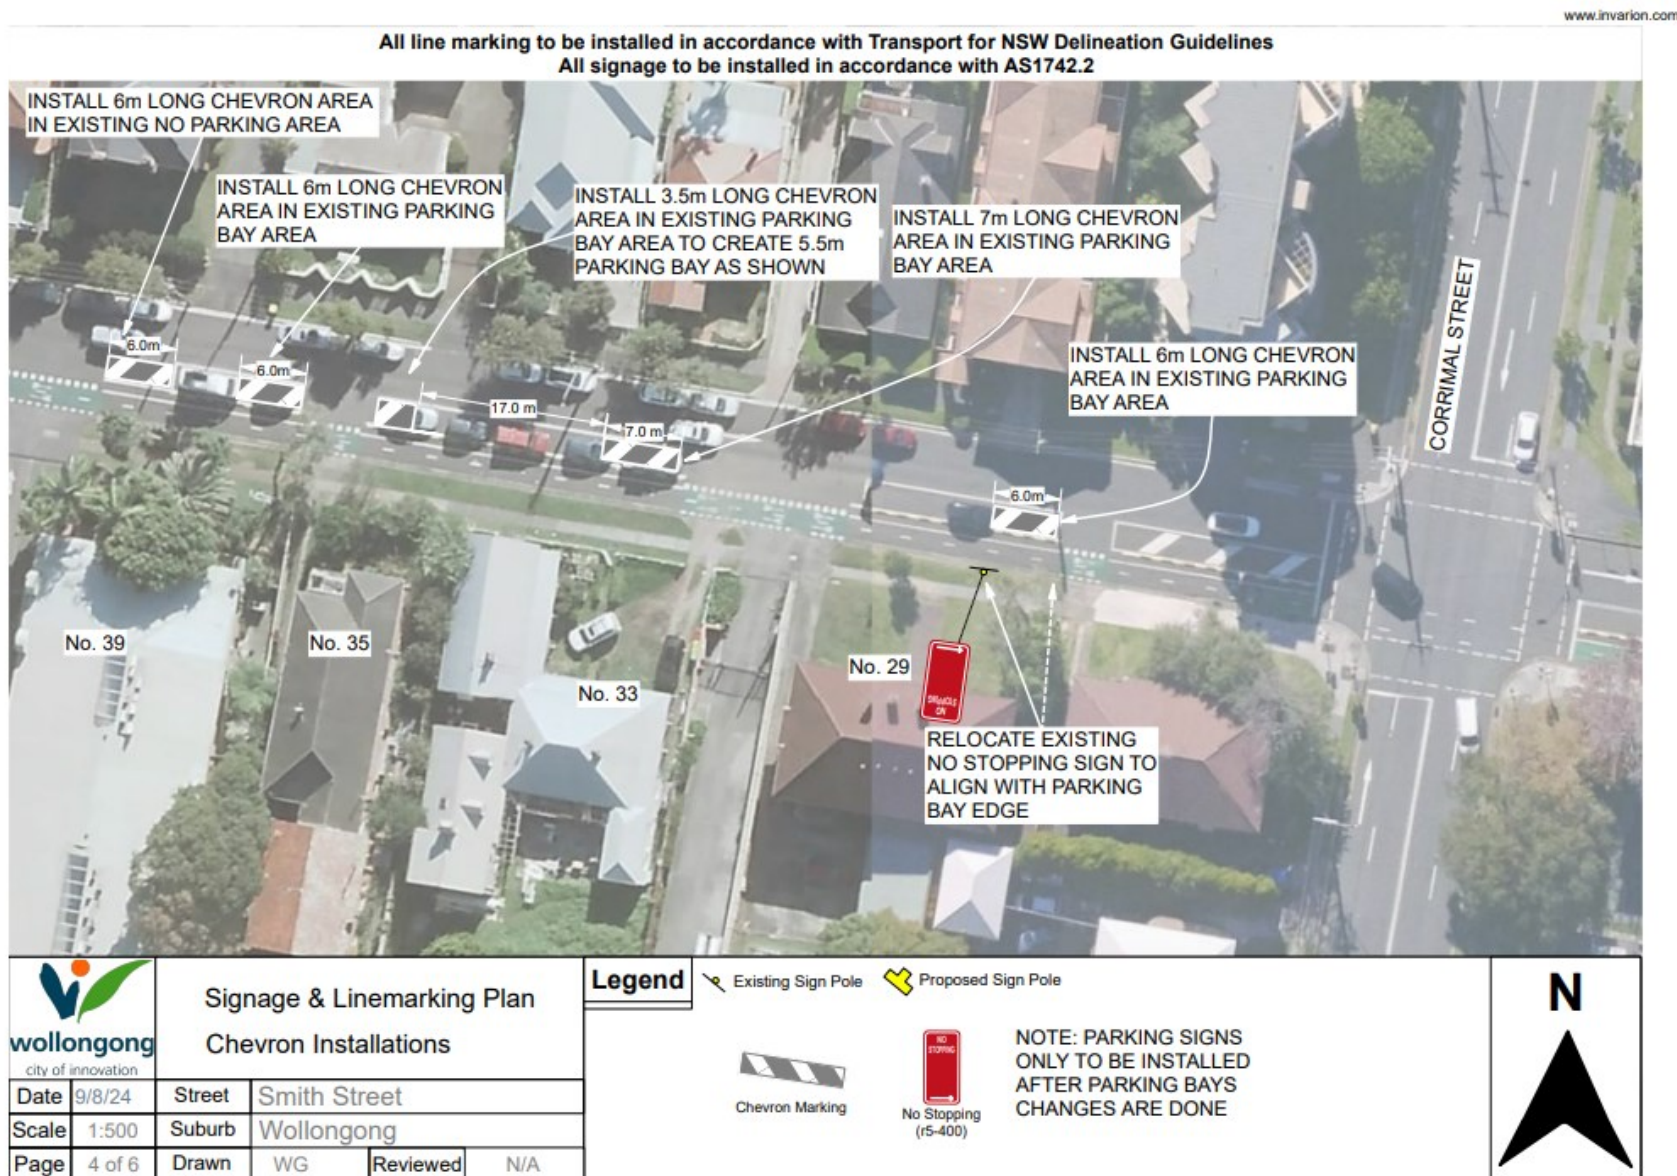 www.invarion.com
All line marking to be installed in accordance with Transport for NSW Delineation Guidelines
All signage to be installed in accordance with AS1742.2
INSTALL 6m LONG CHEVRON AREA
IN EXISTING NO PARKING AREA
INSTALL 6m LONG CHEVRON
AREA IN EXISTING PARKING
BAY AREA
INSTALL 3.5m LONG CHEVRON
AREA IN EXISTING PARKING
BAY AREA TO CREATE 5.5m
PARKING BAY AS SHOWN
INSTALL 7m LONG CHEVRON
AREA IN EXISTING PARKING
BAY AREA
INSTALL 6m LONG CHEVRON
AREA IN EXISTING PARKING
BAY AREA
CORRIMAL STREET
6.0m
6.0m
17.0 m
7.0 m
6.0m
No. 39
No. 35
No. 33
No. 29
NO
STOPPING
RELOCATE EXISTING
NO STOPPING SIGN TO
ALIGN WITH PARKING
BAY EDGE
wollongong
city of innovation
Signage & Linemarking Plan
Chevron Installations
Date 9/8/24 Street Smith Street
Scale 1:500 Suburb Wollongong
Page 4 of 6 Drawn WG Reviewed N/A
Legend
Existing Sign Pole
Proposed Sign Pole
Chevron Marking
NO
STOPPING
No Stopping
(r5-400)
NOTE: PARKING SIGNS
ONLY TO BE INSTALLED
AFTER PARKING BAYS
CHANGES ARE DONE
N